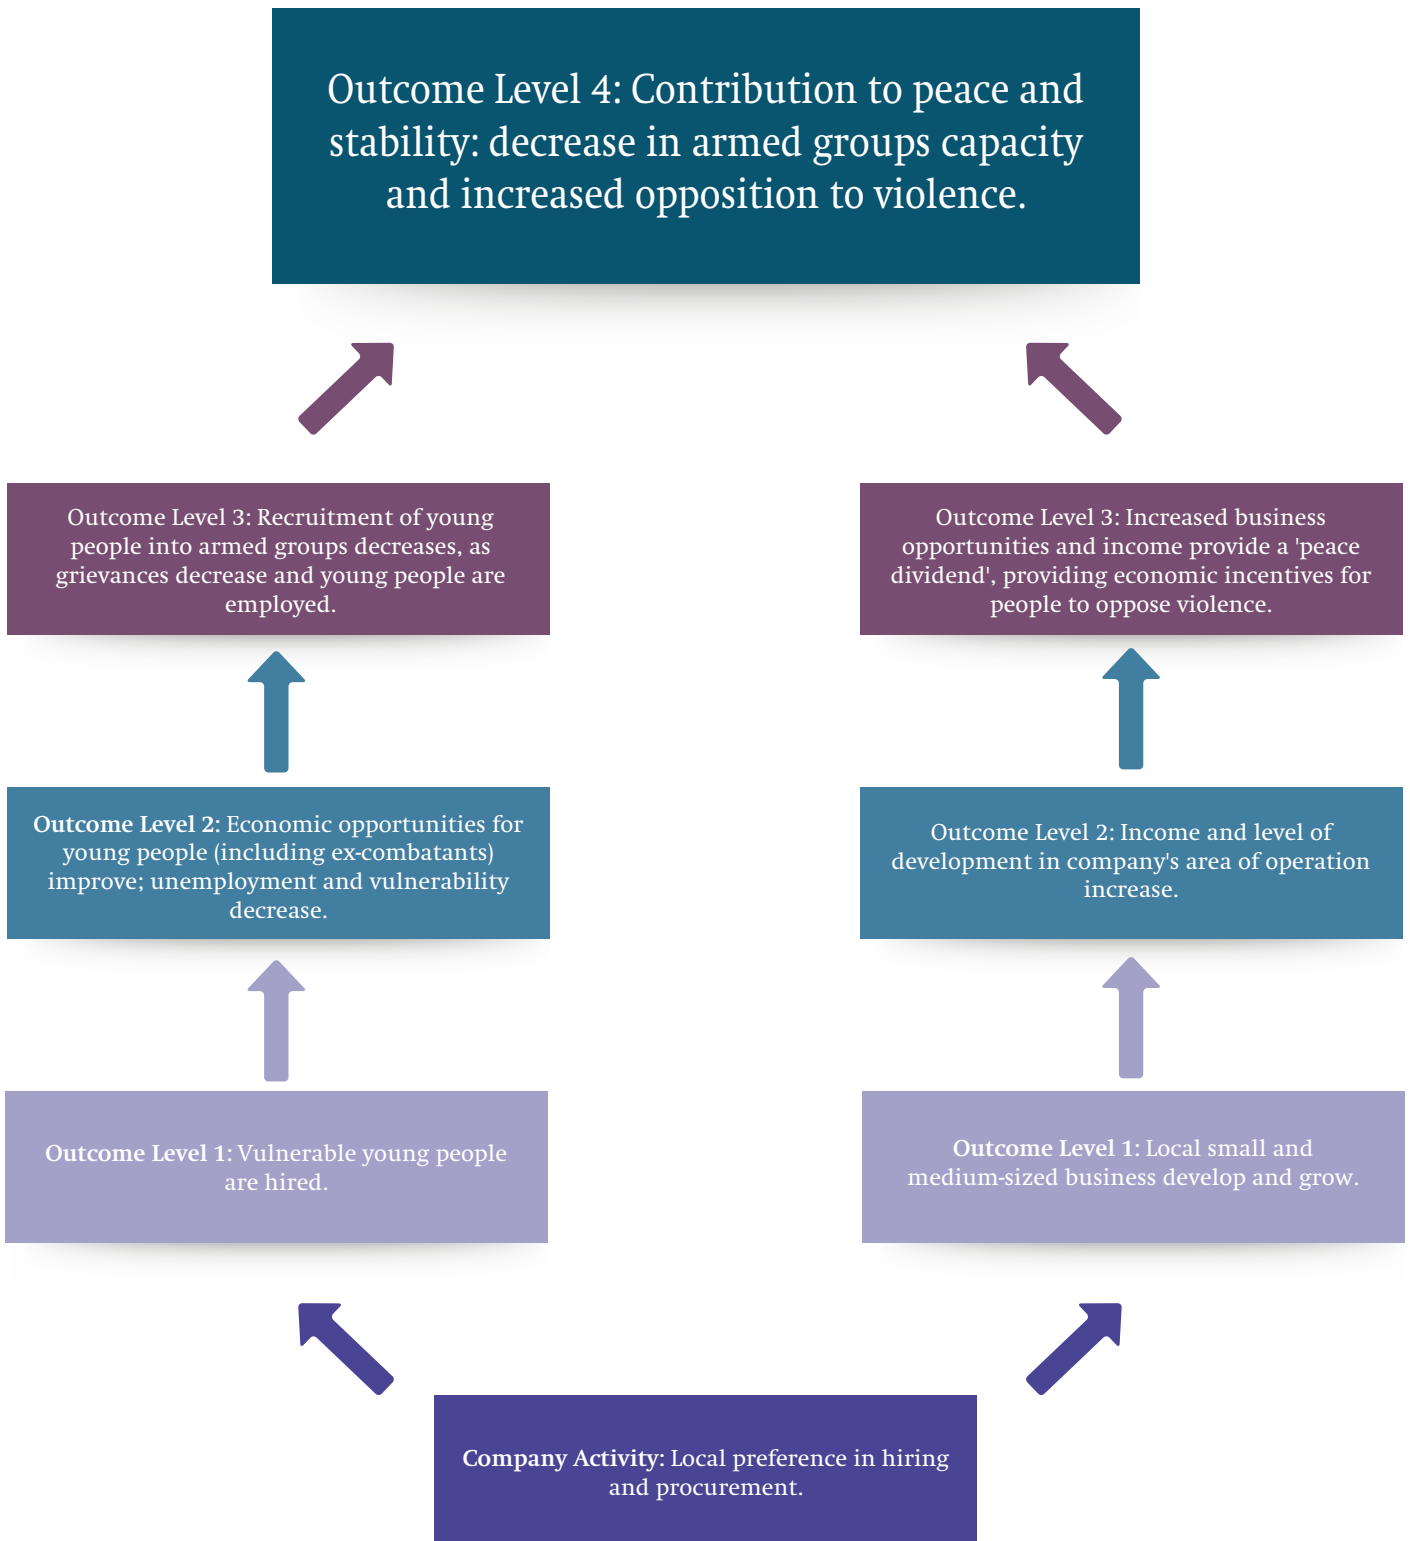 Outcome Level 4: Contribution to peace and
stability: decrease in armed groups capacity
and increased opposition to violence.
Outcome Level 3: Recruitment of young
people into armed groups decreases, as
grievances decrease and young people are
employed.
Outcome Level 3: Increased business
opportunities and income provide a 'peace
dividend', providing economic incentives for
people to oppose violence.
Outcome Level 2: Economic opportunities for
young people (including ex-combatants)
improve; unemployment and vulnerability
decrease.
Outcome Level 2: Income and level of
development in company's area of operation
increase.
Outcome Level 1: Vulnerable young people
are hired.
Outcome Level 1: Local small and
medium-sized business develop and grow.
Company Activity: Local preference in hiring
and procurement.